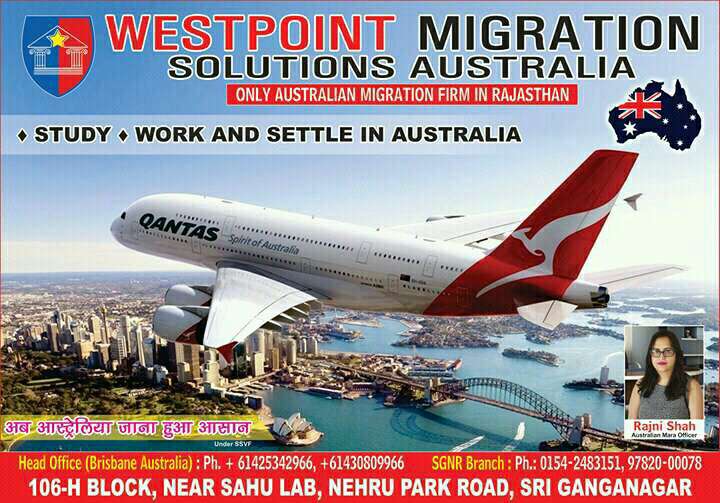 WESTPOINT MIGRATION
SOLUTIONS AUSTRALIA
ONLY AUSTRALIAN MIGRATION FIRM IN RAJASTHAN
♦ STUDY ♦ WORK AND SETTLE IN AUSTRALIA
QANTAS
Spirit of Australia
अब आस्ट्रेलिया जाना हुआ आसान
Under SSVF
Rajni Shah
Australian Mara Officer
Head Office (Brisbane Australia) : Ph. + 61425342966, +61430809966 SGNR Branch : Ph.: 0154-2483151, 97820-00078
106-H BLOCK, NEAR SAHU LAB, NEHRU PARK ROAD, SRI GANGANAGAR